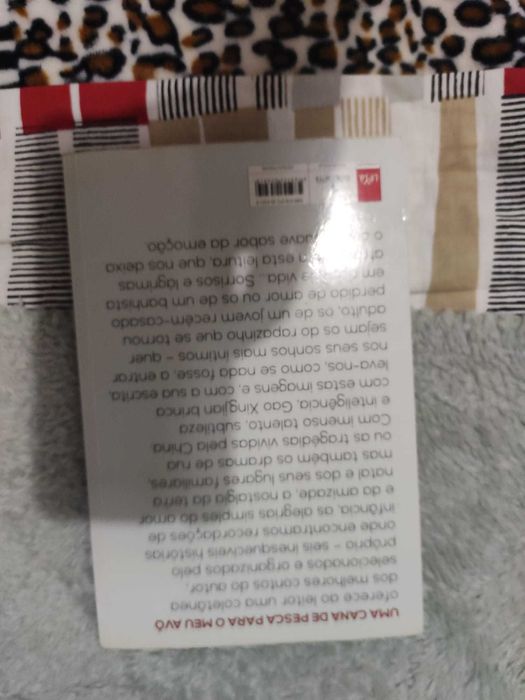 UMA CANA DE PESCA PARA O MEU AVÔ
oferece ao leitor uma coletânea
dos melhores contos do autor,
selecionados e organizados pelo
próprio – seis inesquecíveis histórias
onde encontramos recordações de
infância, as alegrias simples do amor
e da amizade, a nostalgia da terra
natal e dos seus lugares familiares,
mas também os dramas de rua
ou as tragédias vividas pela China.
Com imenso talento, subtileza
e inteligência, Gao Xingjian brinca
com estas imagens e, com a sua escrita,
leva-nos, como se nada fosse, a entrar
nos seus sonhos mais íntimos – quer
sejam os do rapazinho que se tornou
adulto, os de um jovem recém-casado
perdido de amor ou os de um banhista
em de vida... Sorrisos e lágrimas
esta leitura, que nos deixa
o suave sabor da emoção.
LeYa